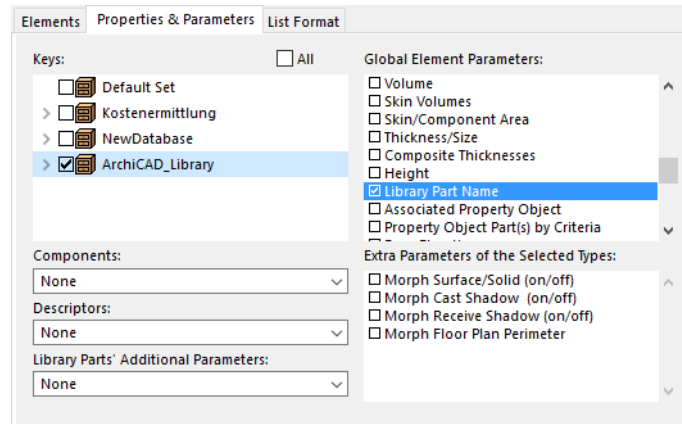 Elements Properties & Parameters List Format
Keys: All
Default Set
Kostenermittlung
NewDatabase
ArchiCAD_Library
Components:
None
Descriptors:
None
Library Parts' Additional Parameters:
None
Global Element Parameters:
Volume
Skin Volumes
Skin/Component Area
Thickness/Size
Composite Thicknesses
Height
Library Part Name
Associated Property Object
Property Object Part(s) by Criteria
Extra Parameters of the Selected Types:
Morph Surface/Solid (on/off)
Morph Cast Shadow (on/off)
Morph Receive Shadow (on/off)
Morph Floor Plan Perimeter